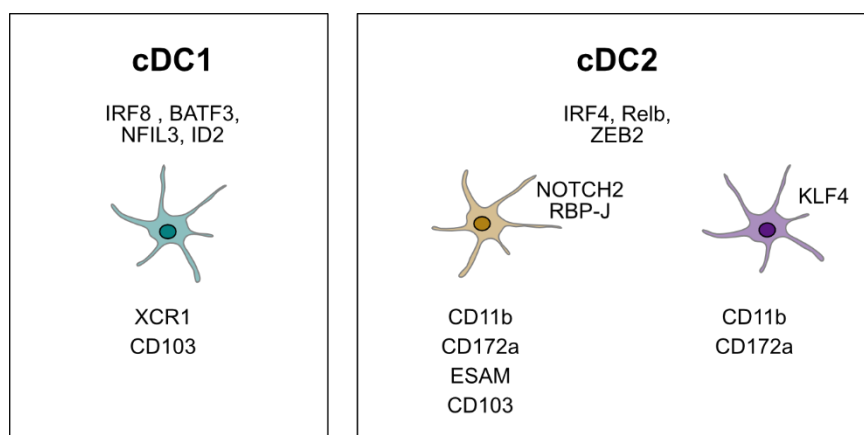 cDC1
IRF8 , BATF3,
NFIL3, ID2
XCR1
CD103
cDC2
IRF4, Relb,
ZEB2
NOTCH2
RBP-J
CD11b
CD172a
ESAM
CD103
KLF4
CD11b
CD172a